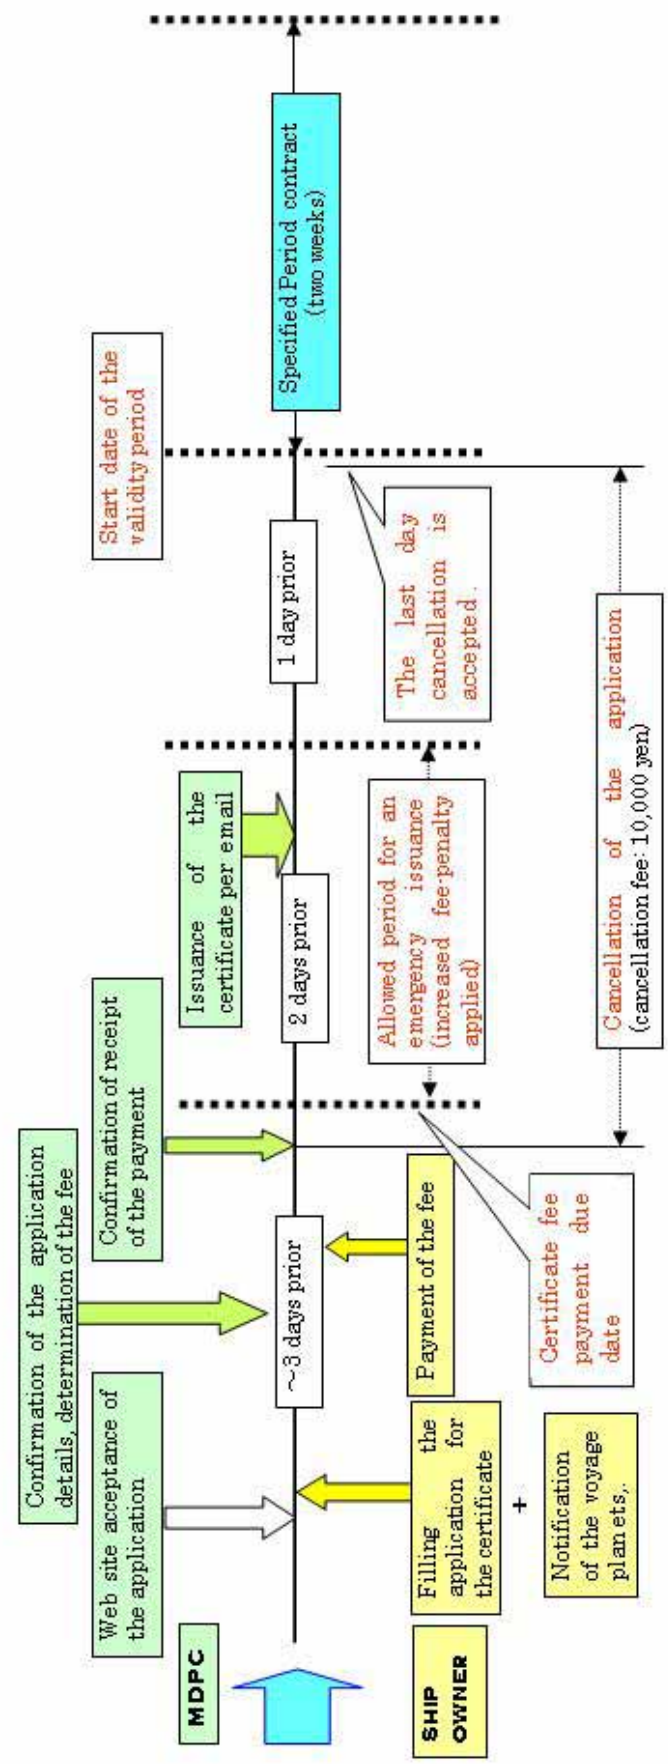 Confirmation of the application
details, determination of the fee
Web site acceptance of
the application
Confirmation of receipt
of the payment
Start date of the
validity period
Issuance of the
certificate per email
MDPC
~3 days prior
2 days prior
1 day prior
Specified Period contract
(two weeks)
SHIP
OWNER
Filling the
application for
the certificate
+
Notification
of the voyage
plan ets,.
Payment of the fee
Certificate fee
payment due
date
Allowed period for an
emergency issuance
(increased fee-penalty
applied)
The last day
cancellation is
accepted.
Cancellation of the application
(cancellation fee: 10,000 yen)